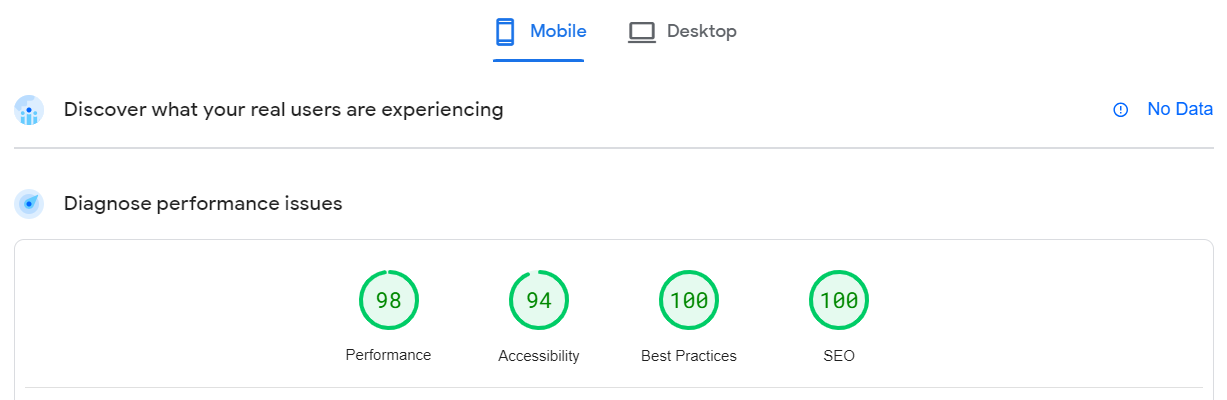 Mobile
Desktop
Discover what your real users are experiencing
No Data
Diagnose performance issues
98
94
100
100
Performance
Accessibility
Best Practices
SEO